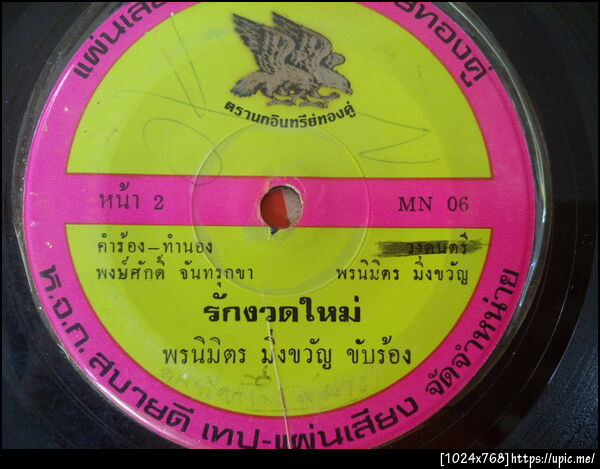 แผ่นเสีย
ีย์ทองคู่
ตรานกอินทรีย์ทองคู่
หน้า 2
MN 06
คำร้อง-ทำนอง
วงดนตรี
พงษ์ศักดิ์ จันทรุกขา
พรนิมิตร มิ่งขวัญ
รักงวดใหม่
พรนิมิตร มิ่งขวัญ ขับร้อง
ห.จ.ก. สบายดี เทป-แผ่นเสียง จัดจำหน่าย
[1024x768]https://upic.me/